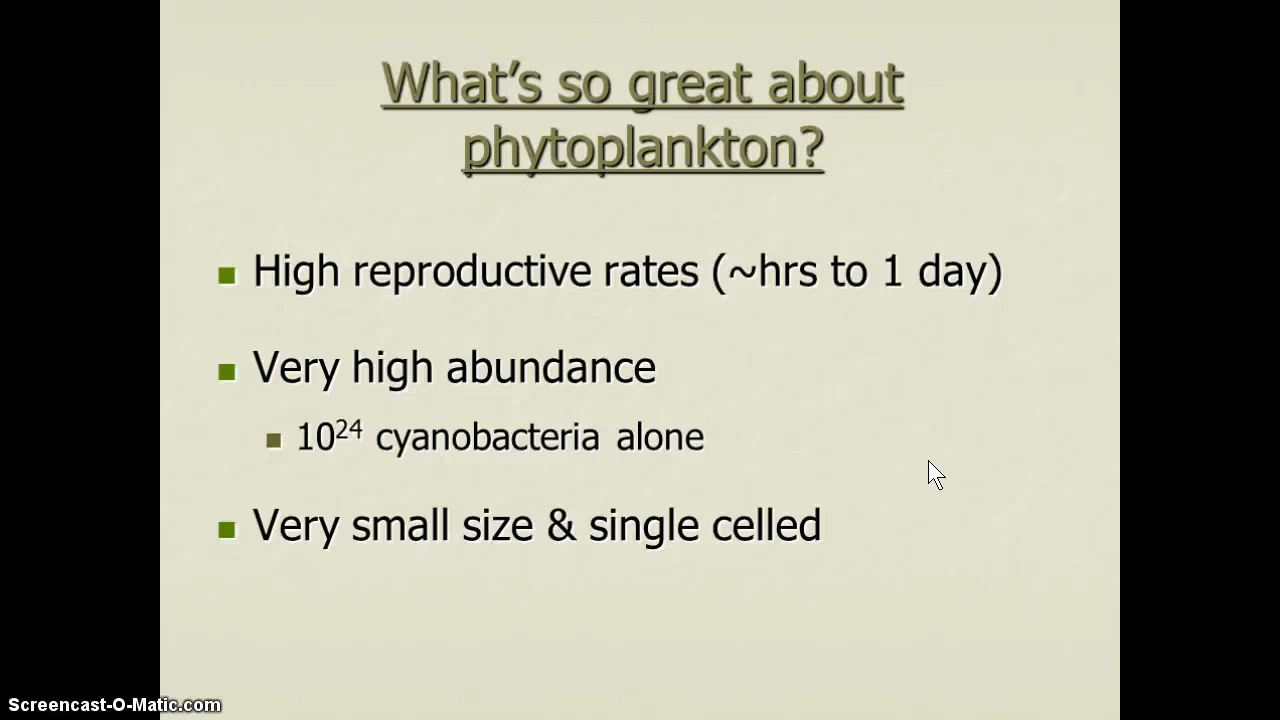 What’s so great about
phytoplankton?
High reproductive rates (~hrs to 1 day)
Very high abundance
10²⁴ cyanobacteria alone
Very small size & single celled
Screencast-O-Matic.com